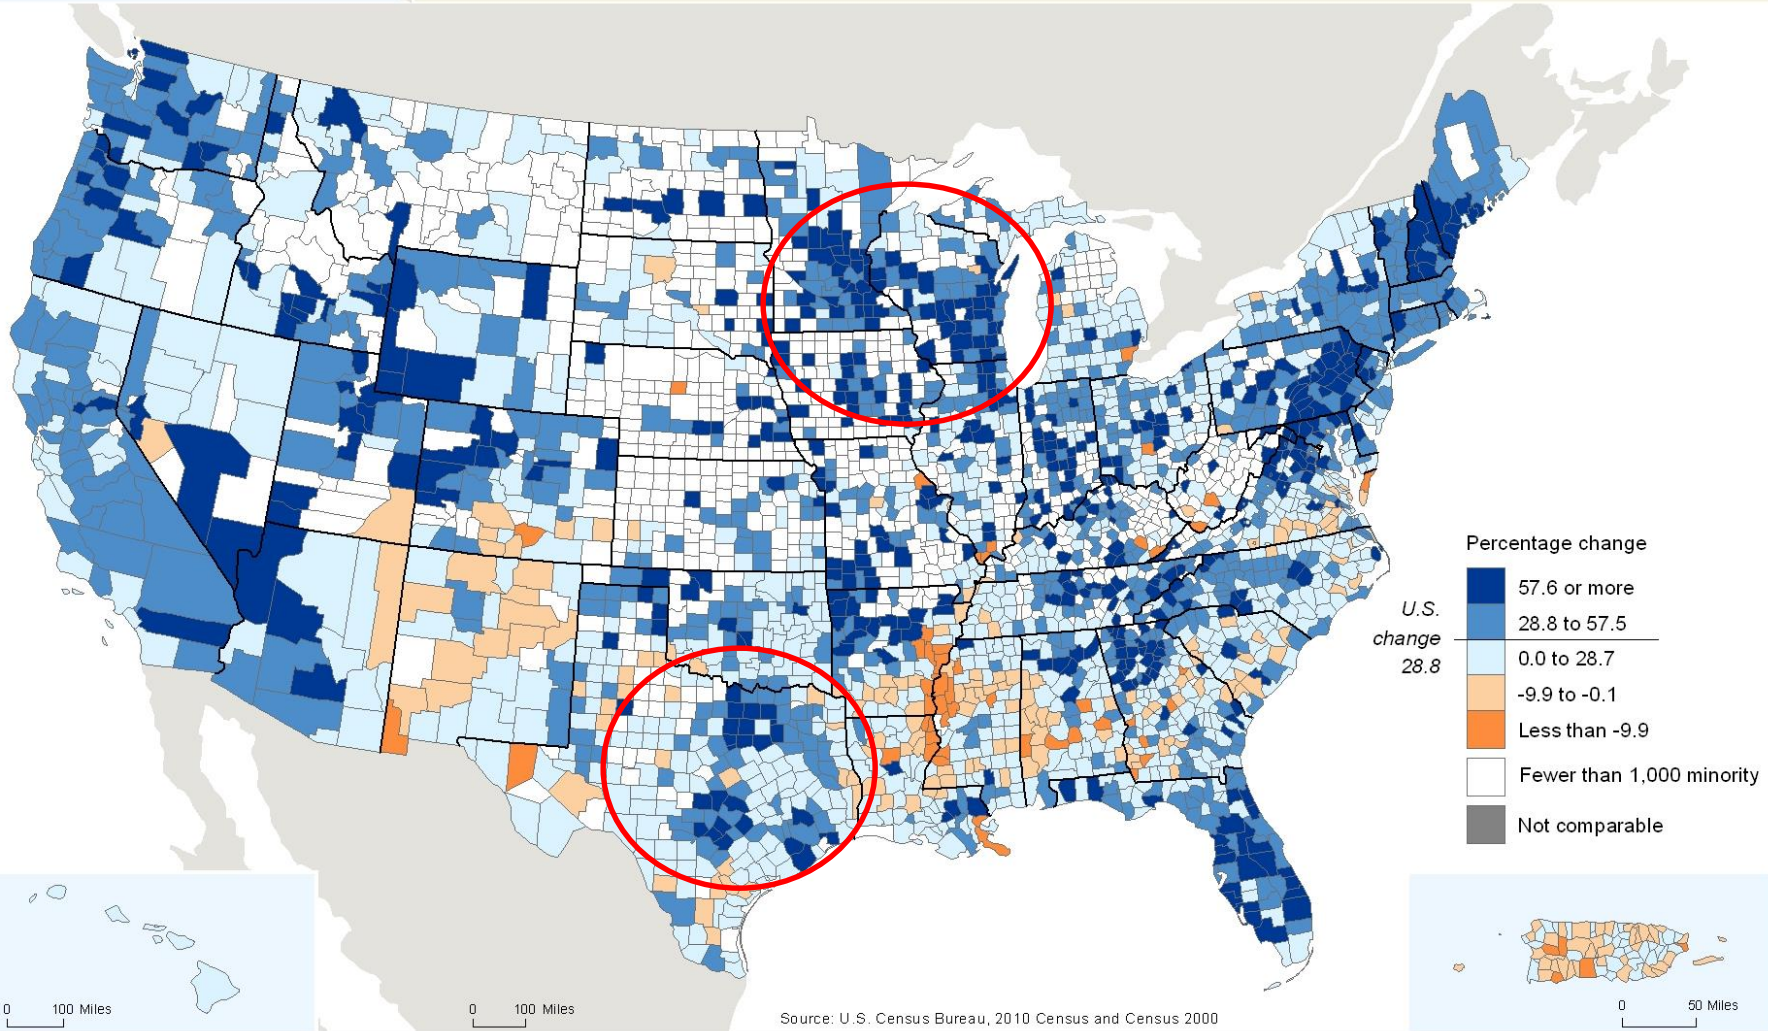 Percentage change
57.6 or more
28.8 to 57.5
U.S.
change
28.8
0.0 to 28.7
-9.9 to -0.1
Less than -9.9
Fewer than 1,000 minority
Not comparable
0 100 Miles
0 100 Miles
0 50 Miles
Source: U.S. Census Bureau, 2010 Census and Census 2000